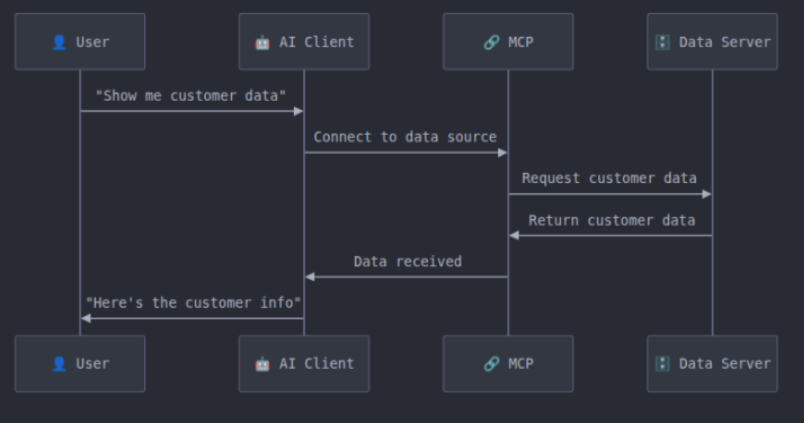 👤 User
🤖 AI Client
🔗 MCP
🗄️ Data Server
"Show me customer data"
Connect to data source
Request customer data
Return customer data
Data received
"Here's the customer info"
👤 User
🤖 AI Client
🔗 MCP
🗄️ Data Server